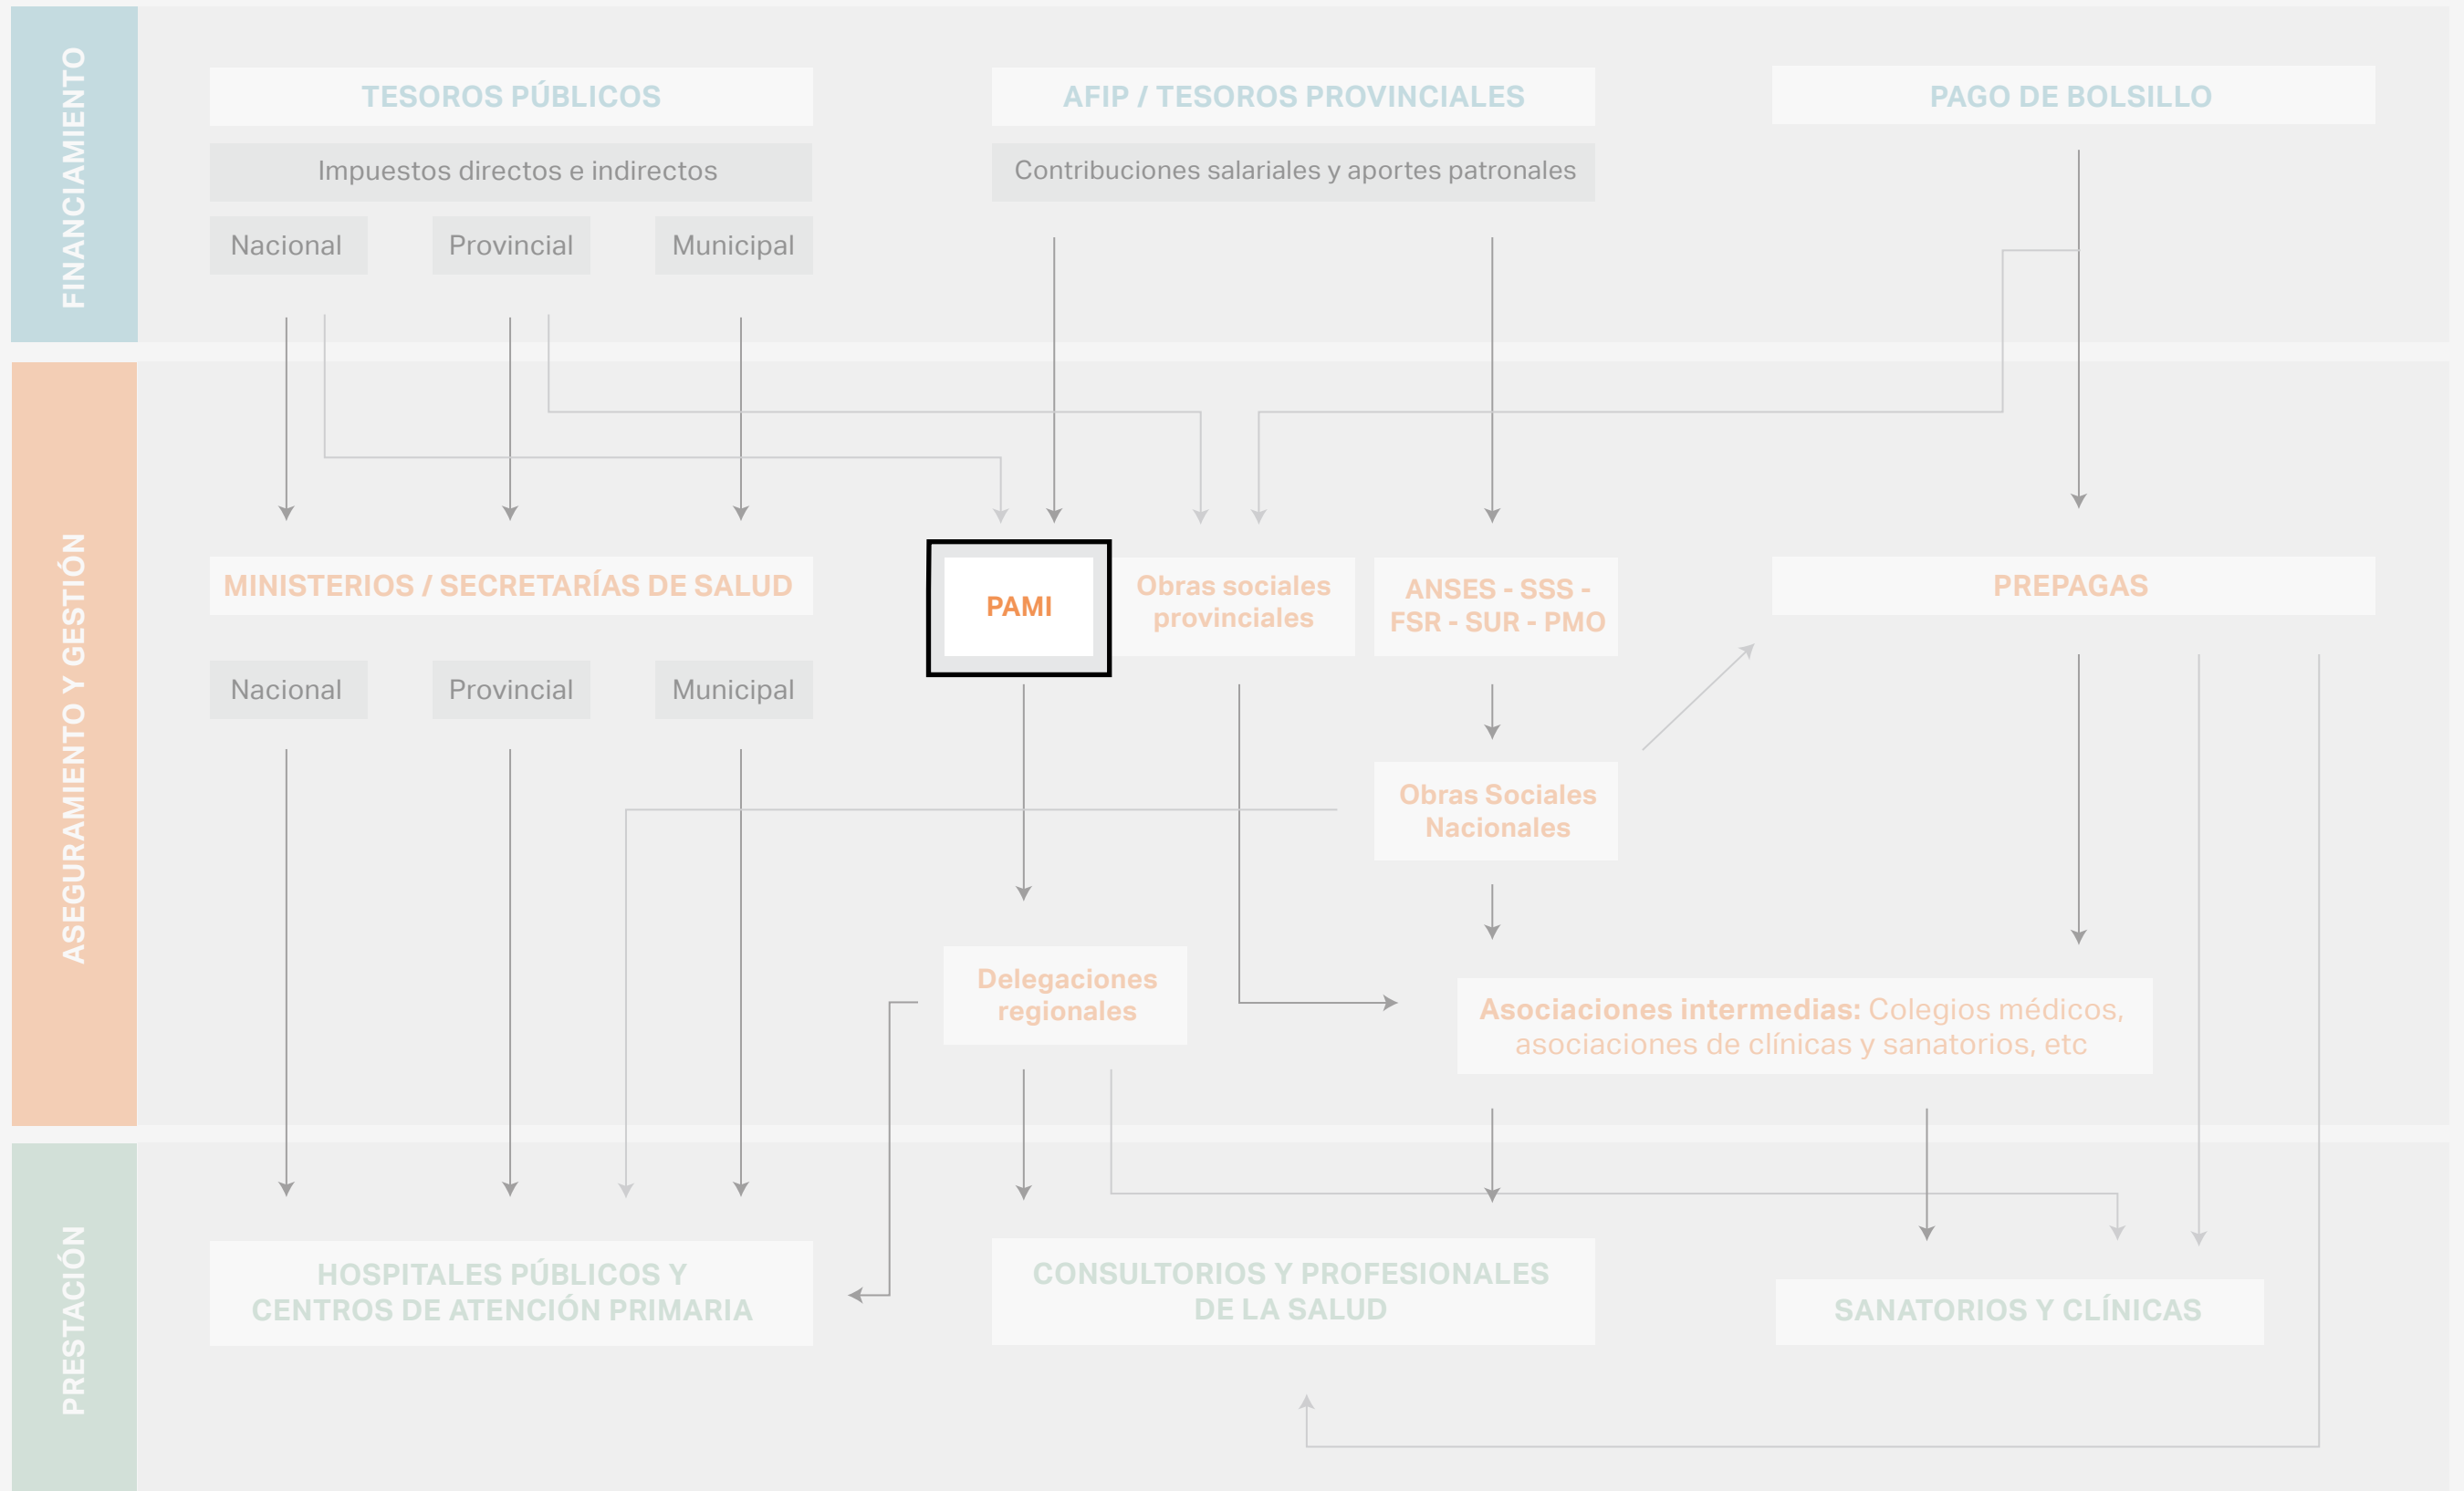 FINANCIAMIENTO
TESOROS PÚBLICOS
Impuestos directos e indirectos
Nacional
Provincial
Municipal
AFIP / TESOROS PROVINCIALES
Contribuciones salariales y aportes patronales
PAGO DE BOLSILLO
ASEGURAMIENTO Y GESTIÓN
MINISTERIOS / SECRETARÍAS DE SALUD
Nacional
Provincial
Municipal
PAMI
Obras sociales
provinciales
ANSES - SSS -
FSR - SUR - PMO
PREPAGAS
Obras Sociales
Nacionales
Delegaciones
regionales
Asociaciones intermedias: Colegios médicos,
asociaciones de clínicas y sanatorios, etc
PRESTACIÓN
HOSPITALES PÚBLICOS Y
CENTROS DE ATENCIÓN PRIMARIA
CONSULTORIOS Y PROFESIONALES
DE LA SALUD
SANATORIOS Y CLÍNICAS